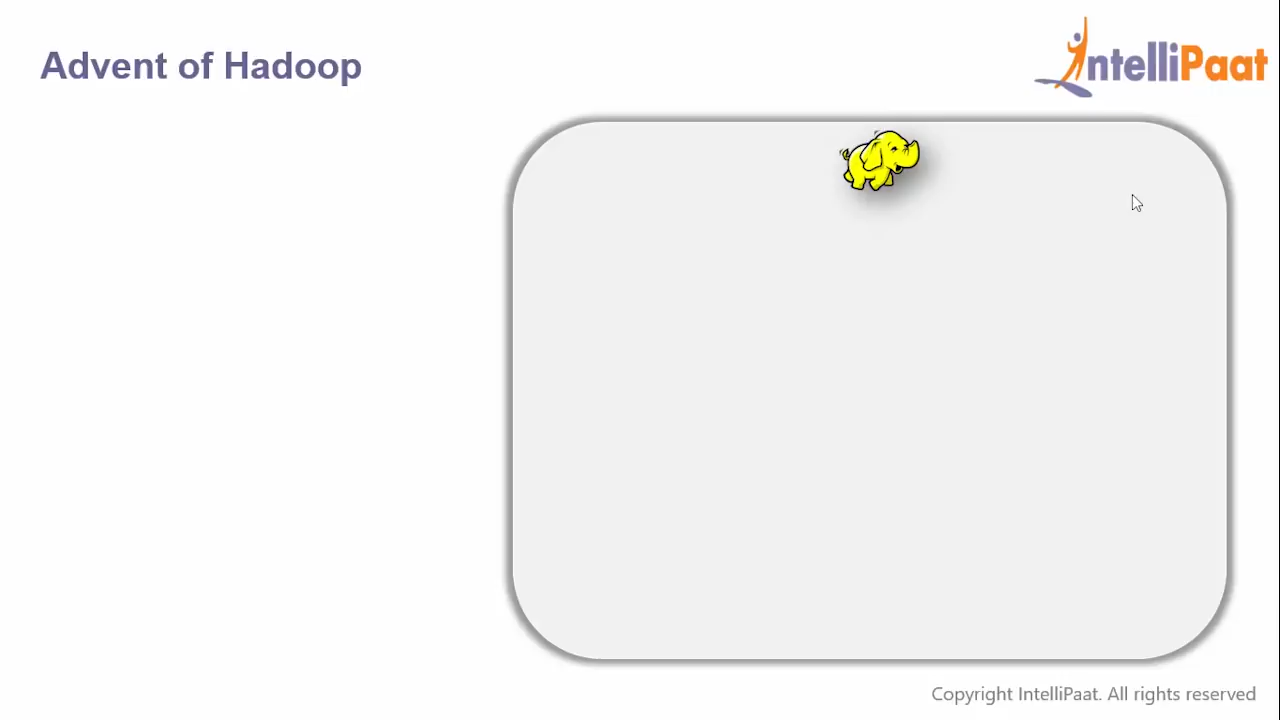 Advent of Hadoop
IntelliPaat
Copyright IntelliPaat. All rights reserved